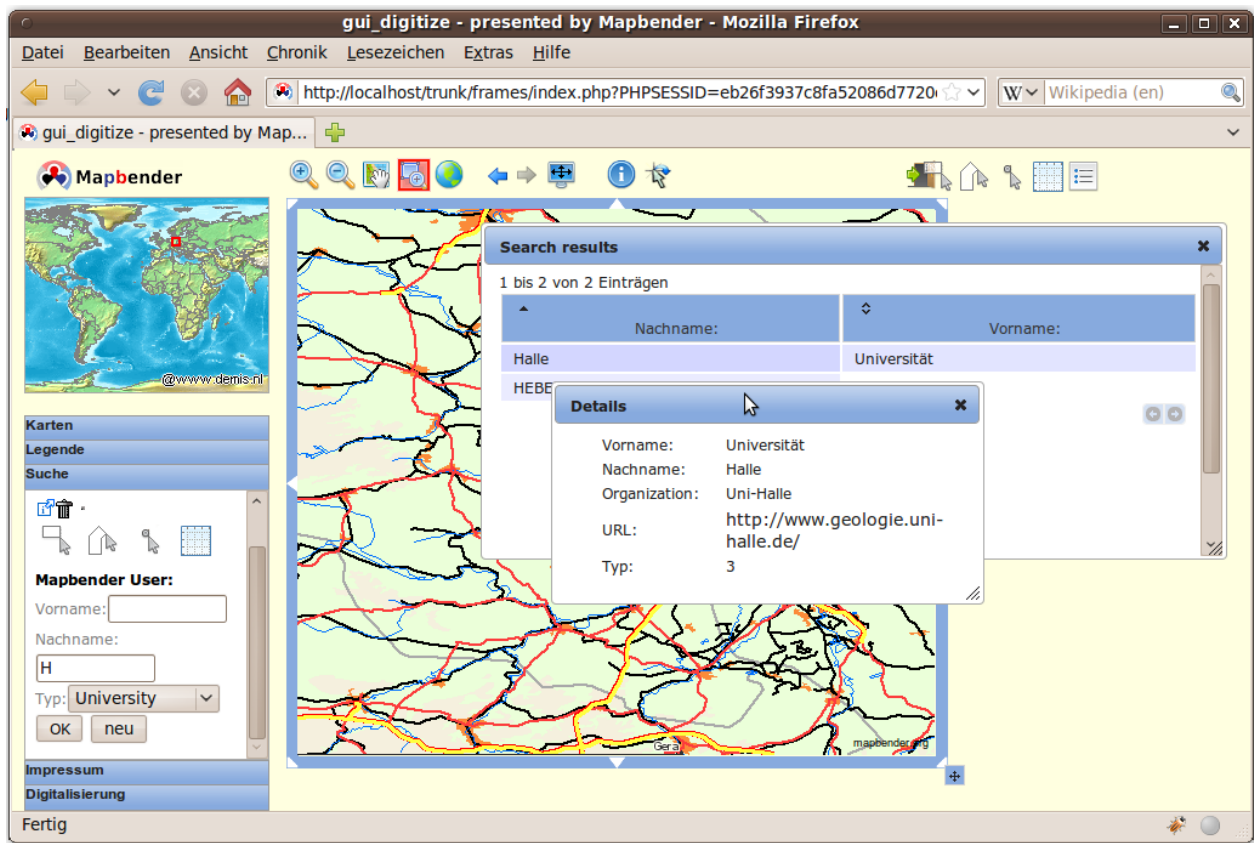 gui_digitize - presented by Mapbender - Mozilla Firefox
Datei Bearbeiten Ansicht Chronik Lesezeichen Extras Hilfe
http://localhost/trunk/frames/index.php?PHPSESSID=eb26f3937c8fa52086d7720
W Wikipedia (en)
gui_digitize - presented by Map...
Mapbender
@www.demis.nl
Karten
Legende
Suche
Mapbender User:
Vorname:
Nachname:
H
Typ: University
OK neu
Impressum
Digitalisierung
Search results
1 bis 2 von 2 Einträgen
Nachname: Vorname:
Halle Universität
HEBE
Details
Vorname: Universität
Nachname: Halle
Organization: Uni-Halle
URL: http://www.geologie.uni-
halle.de/
Typ: 3
Gera
mapbender.org
Fertig